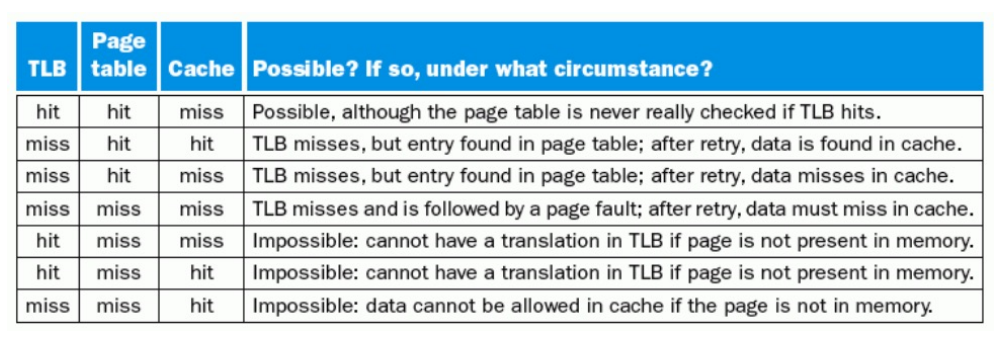 TLB Page table Cache Possible? If so, under what circumstance?
hit hit miss Possible, although the page table is never really checked if TLB hits.
miss hit hit TLB misses, but entry found in page table; after retry, data is found in cache.
miss hit miss TLB misses, but entry found in page table; after retry, data misses in cache.
miss miss miss TLB misses and is followed by a page fault; after retry, data must miss in cache.
hit miss miss Impossible: cannot have a translation in TLB if page is not present in memory.
hit miss hit Impossible: cannot have a translation in TLB if page is not present in memory.
miss miss hit Impossible: data cannot be allowed in cache if the page is not in memory.